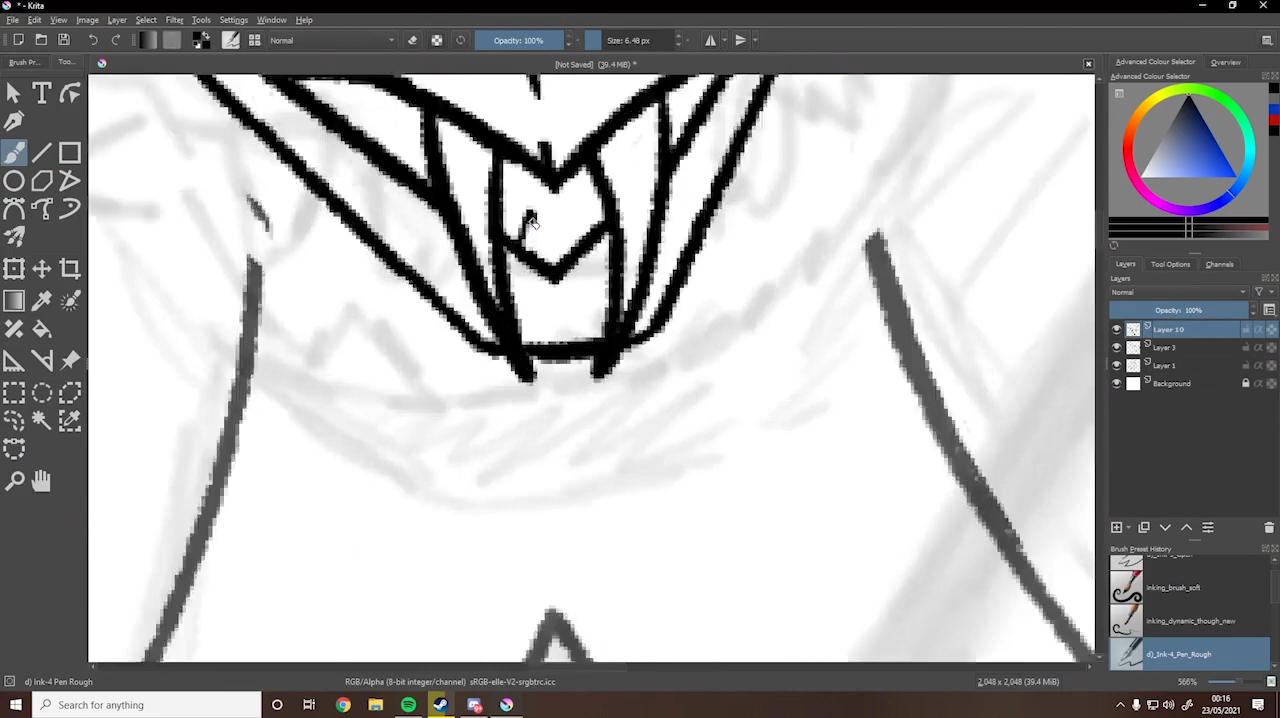 * - Krita
File Edit View Image Layer Select Filter Tools Settings Window Help
Normal Opacity: 100% Size: 6.48 px
Brush Pr... Too... [Not Saved] (39.4 MiB) * Advanced Colour Selector Overview
Advanced Colour Selector
Layers Tool Options Channels
Layers
Normal
Opacity: 100%
Layer 10
Layer 3
Layer 1
Background
Brush Preset History
inking_brush_soft
inking_dynamic_though_new
d)_Ink-4_Pen_Rough
d) Ink-4 Pen Rough RGB/Alpha (8-bit integer/channel) sRGB-elle-V2-srgbtrc.icc 2,048 x 2,048 (39.4 MiB) 566%
Search for anything 00:16
23/05/2021